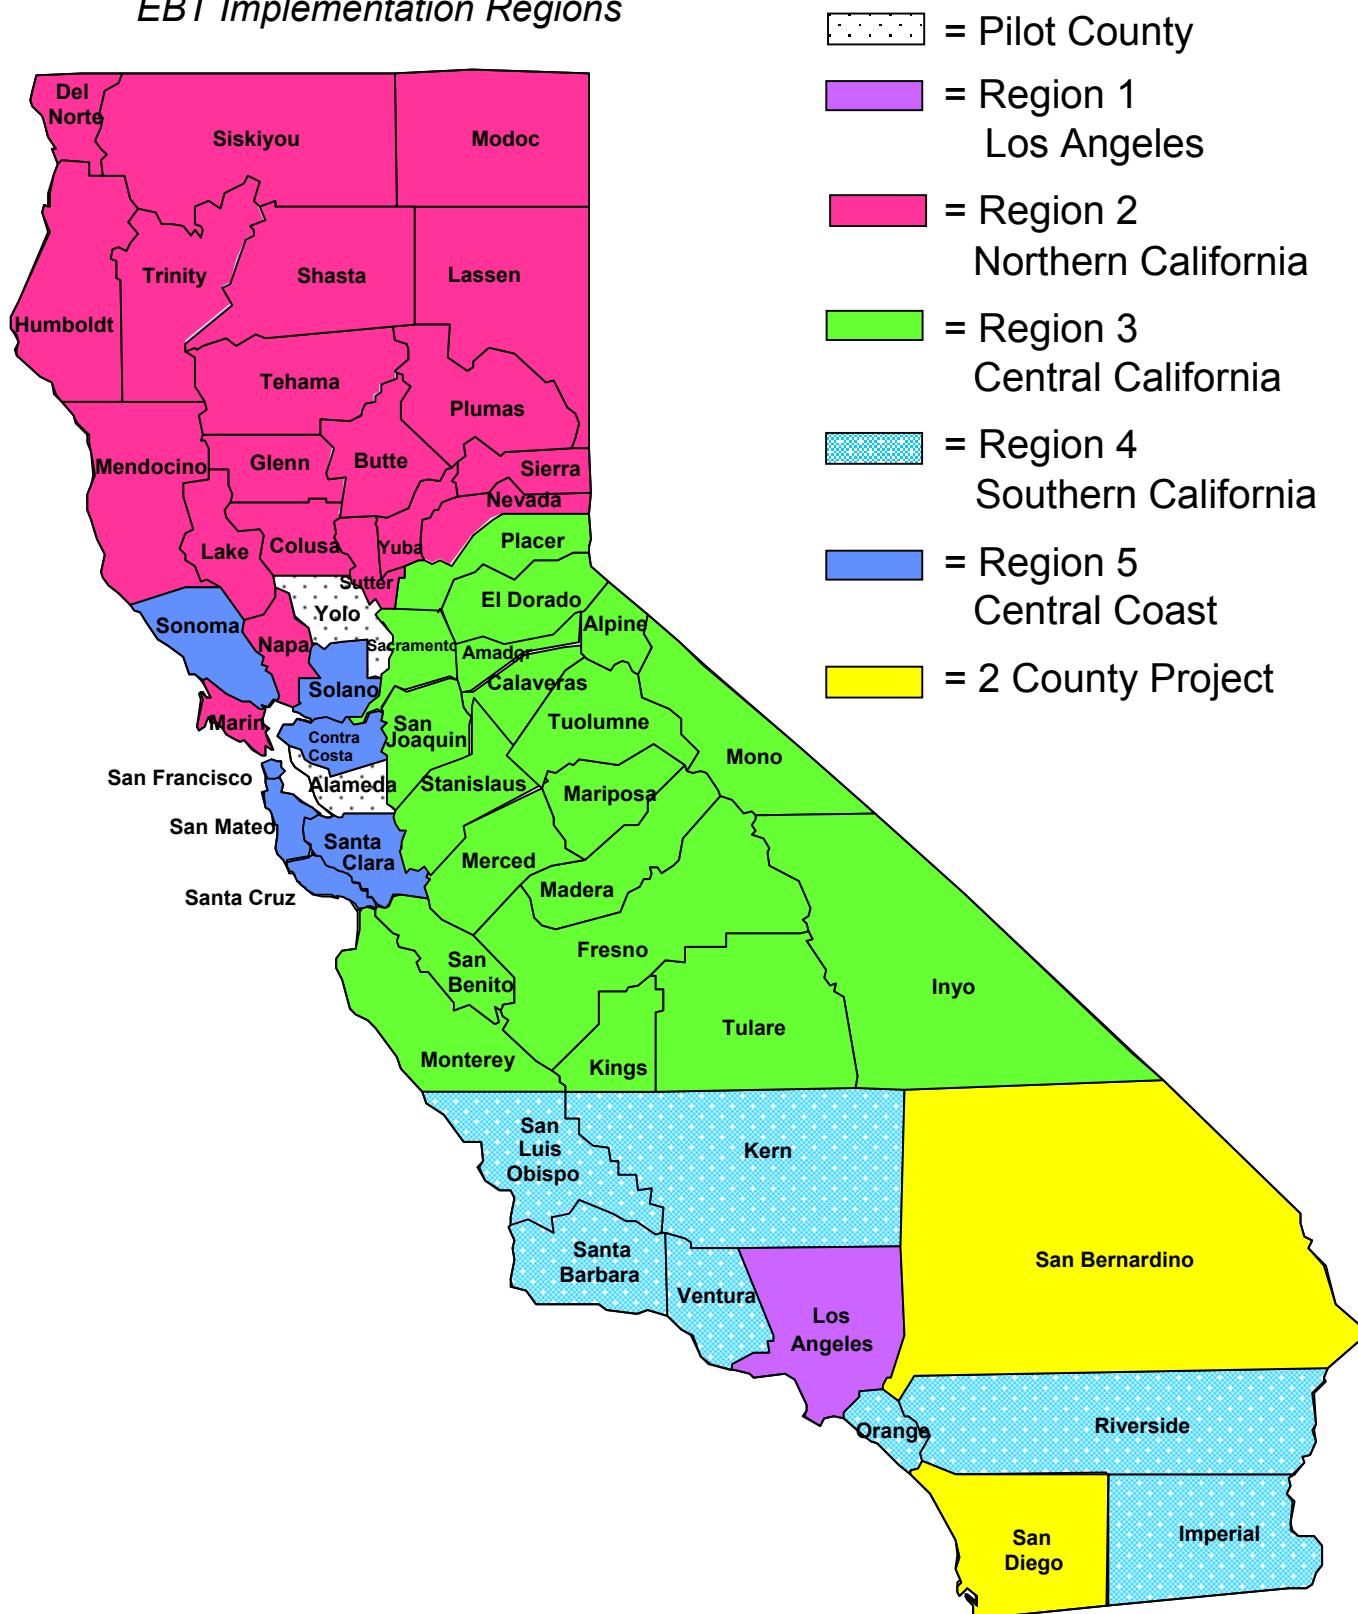 EBT Implementation Regions
= Pilot County
= Region 1
Los Angeles
= Region 2
Northern California
= Region 3
Central California
= Region 4
Southern California
= Region 5
Central Coast
= 2 County Project
Del
Norte
Siskiyou
Modoc
Trinity
Shasta
Lassen
Humboldt
Tehama
Plumas
Mendocino
Glenn
Butte
Sierra
Nevada
Lake
Colusa
Yuba
Placer
Sutter
El Dorado
Yolo
Sonoma
Napa
Sacramento
Amador
Alpine
Solano
Calaveras
Marin
Contra
Costa
San
Joaquin
Tuolumne
Mono
San Francisco
Alameda
Stanislaus
Mariposa
San Mateo
Santa
Clara
Merced
Madera
Santa Cruz
San
Benito
Fresno
Inyo
Tulare
Monterey
Kings
San
Luis
Obispo
Kern
Santa
Barbara
San Bernardino
Ventura
Los
Angeles
Orange
Riverside
San
Diego
Imperial